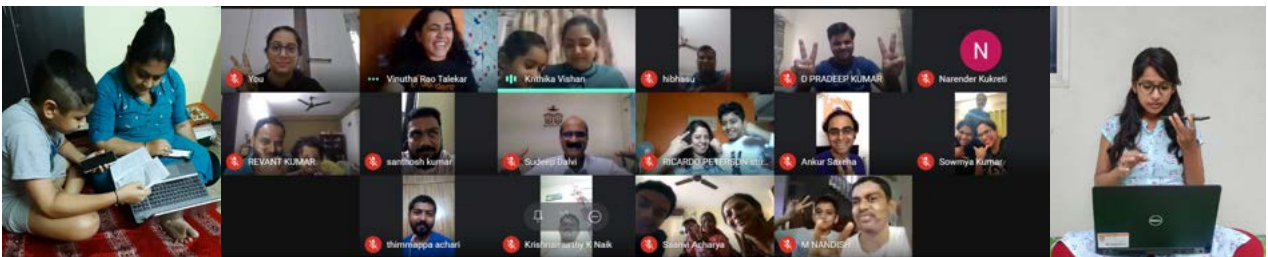 You
Vinutha Rao Talekar
Krithika Vishan
hibhasu
D PRADEEP KUMAR
N
Narender Kukreti
REVANT KUMAR
santhosh kumar
Sudeep Dalvi
RICARDO PETERSON
Ankur Saxena
Sowmya Kumar
thimmappa achari
Krishnamurthy K Naik
Saanvi Acharya
M NANDISH
DELL